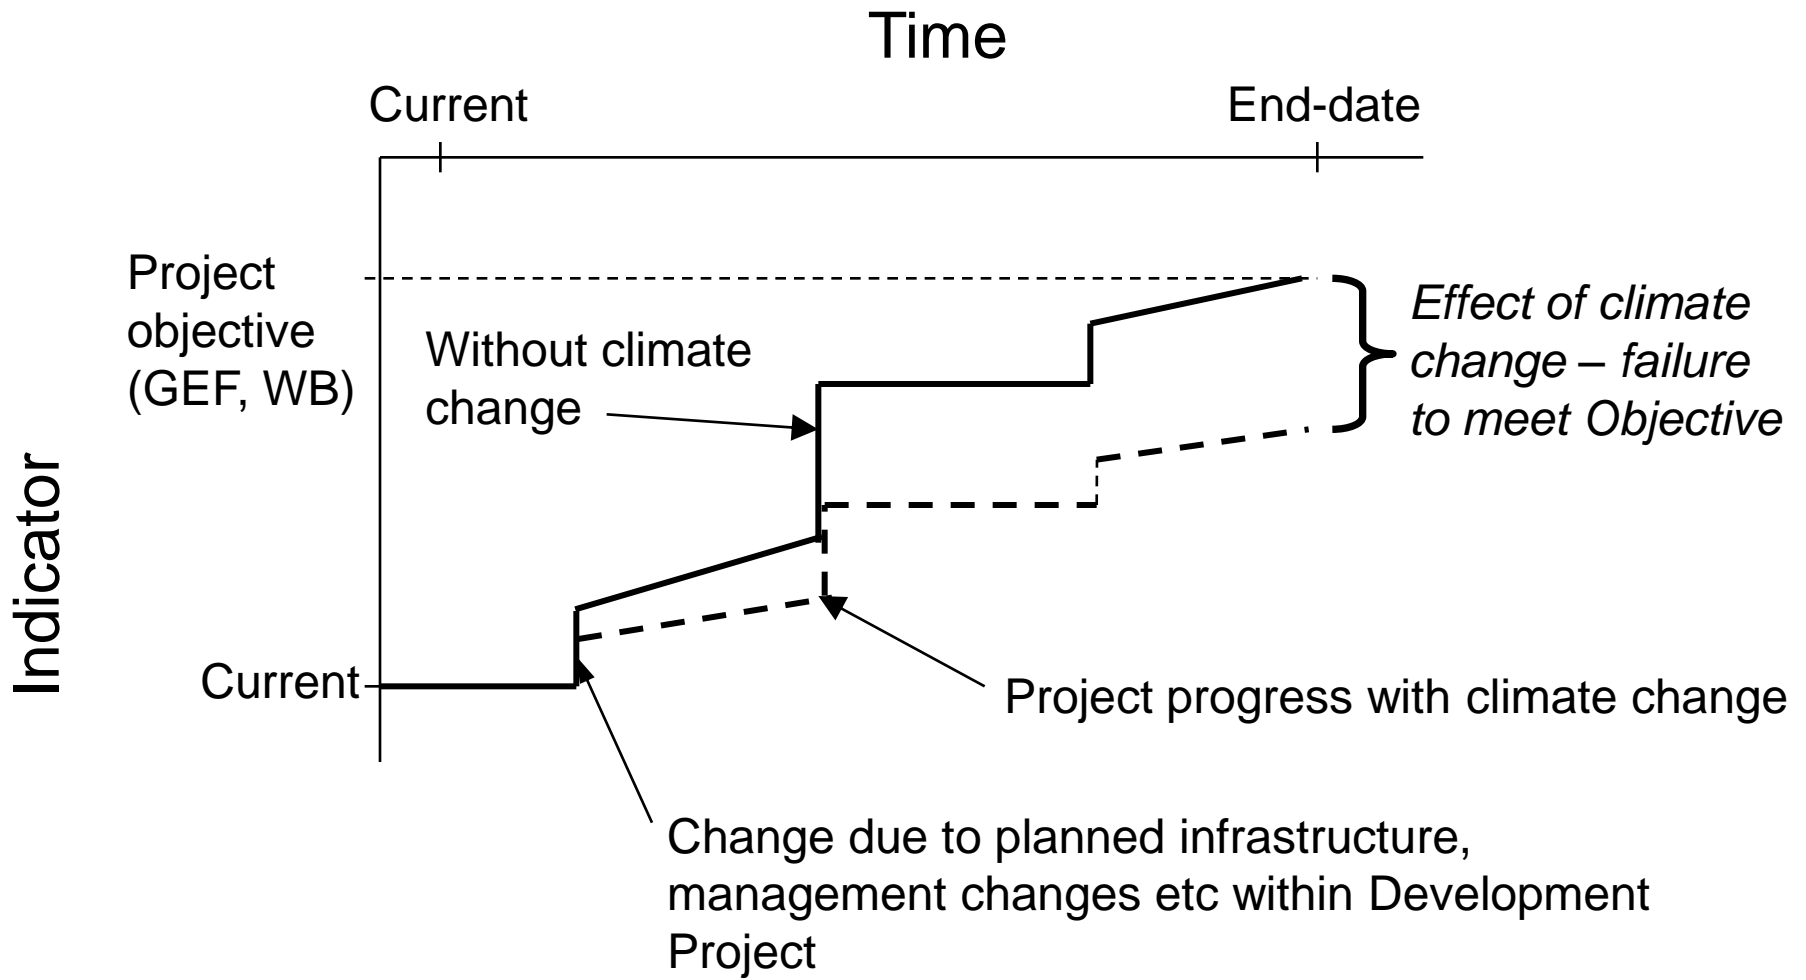 Time
Current
End-date
Project
objective
(GEF, WB)
Without climate
change
Effect of climate
change – failure
to meet Objective
Indicator
Current
Project progress with climate change
Change due to planned infrastructure,
management changes etc within Development
Project